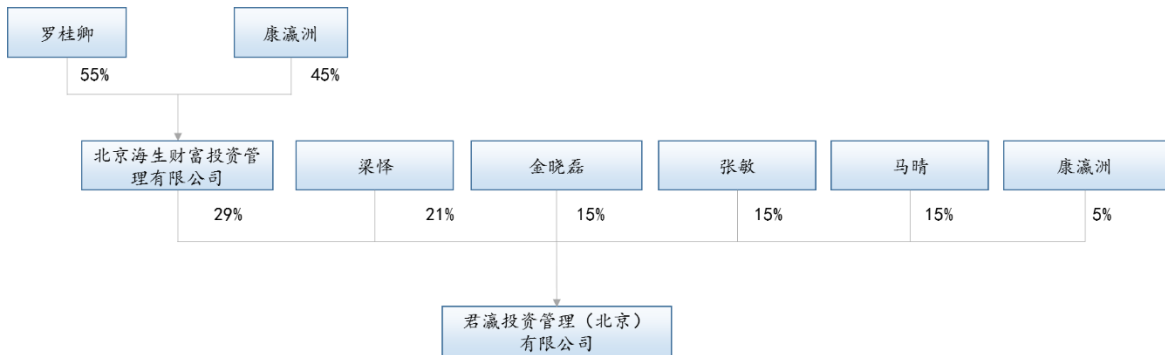 罗桂卿
康瀛洲
55%
45%
北京海生财富投资管
理有限公司
梁怿
金晓磊
张敏
马晴
康瀛洲
29%
21%
15%
15%
15%
5%
君瀛投资管理（北京）
有限公司